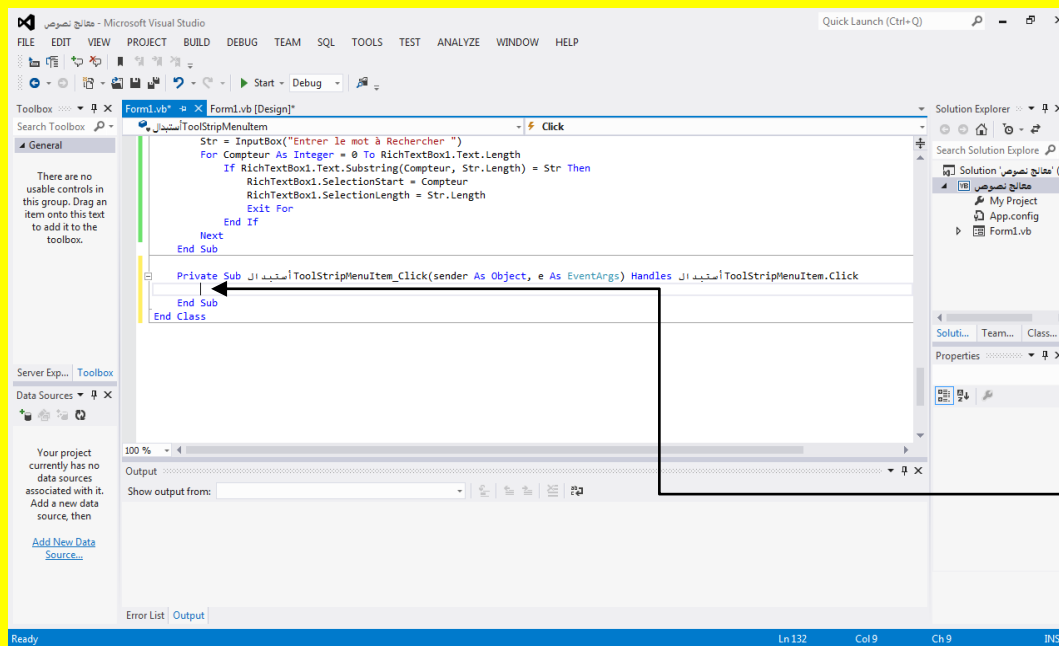 معالج نصوص - Microsoft Visual Studio
Quick Launch (Ctrl+Q)
FILE EDIT VIEW PROJECT BUILD DEBUG TEAM SQL TOOLS TEST ANALYZE WINDOW HELP
Start Debug
Toolbox
Form1.vb*
Form1.vb [Design]*
Solution Explorer
Search Toolbox
أستبدالToolStripMenuItem
Click
General
There are no
usable controls in
this group. Drag an
item onto this text
to add it to the
toolbox.
Str = InputBox("Entrer le mot à Rechercher ")
For Compteur As Integer = 0 To RichTextBox1.Text.Length
If RichTextBox1.Text.Substring(Compteur, Str.Length) = Str Then
RichTextBox1.SelectionStart = Compteur
RichTextBox1.SelectionLength = Str.Length
Exit For
End If
Next
End Sub
Private Sub أستبدالToolStripMenuItem_Click(sender As Object, e As EventArgs) Handles أستبدالToolStripMenuItem.Click
End Sub
End Class
Search Solution Explore
Solution 'معالج نصوص' (
معالج نصوص
My Project
App.config
Form1.vb
Soluti... Team... Class...
Properties
Server Exp... Toolbox
Data Sources
Your project
currently has no
data sources
associated with it.
Add a new data
source, then
Add New Data
Source...
100 %
Output
Show output from:
Error List Output
Ready
Ln 132 Col 9 Ch 9 INS